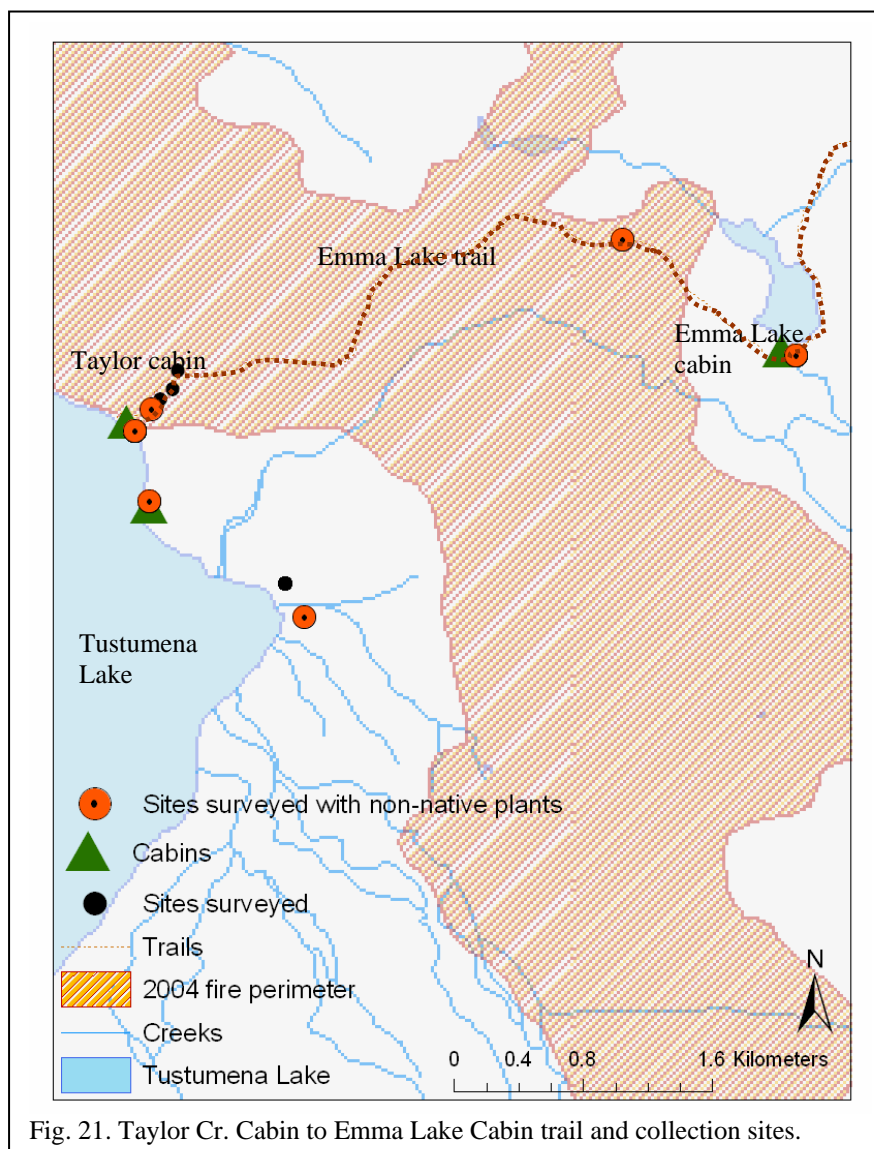 Emma Lake trail
Emma Lake
cabin
Taylor cabin
Tustumena
Lake
Sites surveyed with non-native plants
Cabins
Sites surveyed
Trails
2004 fire perimeter
Creeks
Tustumena Lake
N
0 0.4 0.8 1.6 Kilometers
Fig. 21. Taylor Cr. Cabin to Emma Lake Cabin trail and collection sites.